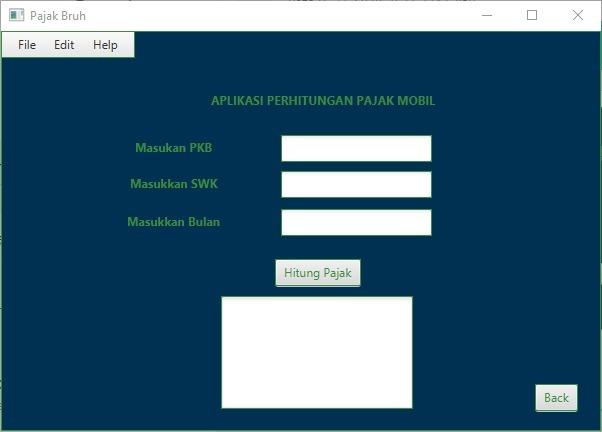 Pajak Bruh
File Edit Help
APLIKASI PERHITUNGAN PAJAK MOBIL
Masukan PKB
Masukkan SWK
Masukkan Bulan
Hitung Pajak
Back